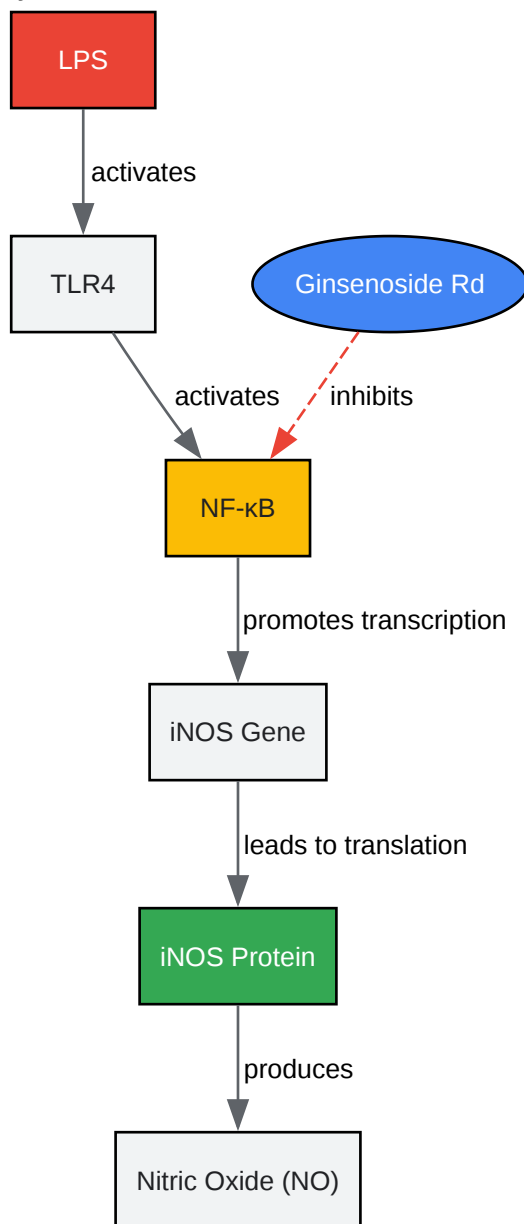 LPS
activates
TLR4
Ginsenoside Rd
activates
inhibits
NF-κB
promotes transcription
iNOS Gene
leads to translation
iNOS Protein
produces
Nitric Oxide (NO)